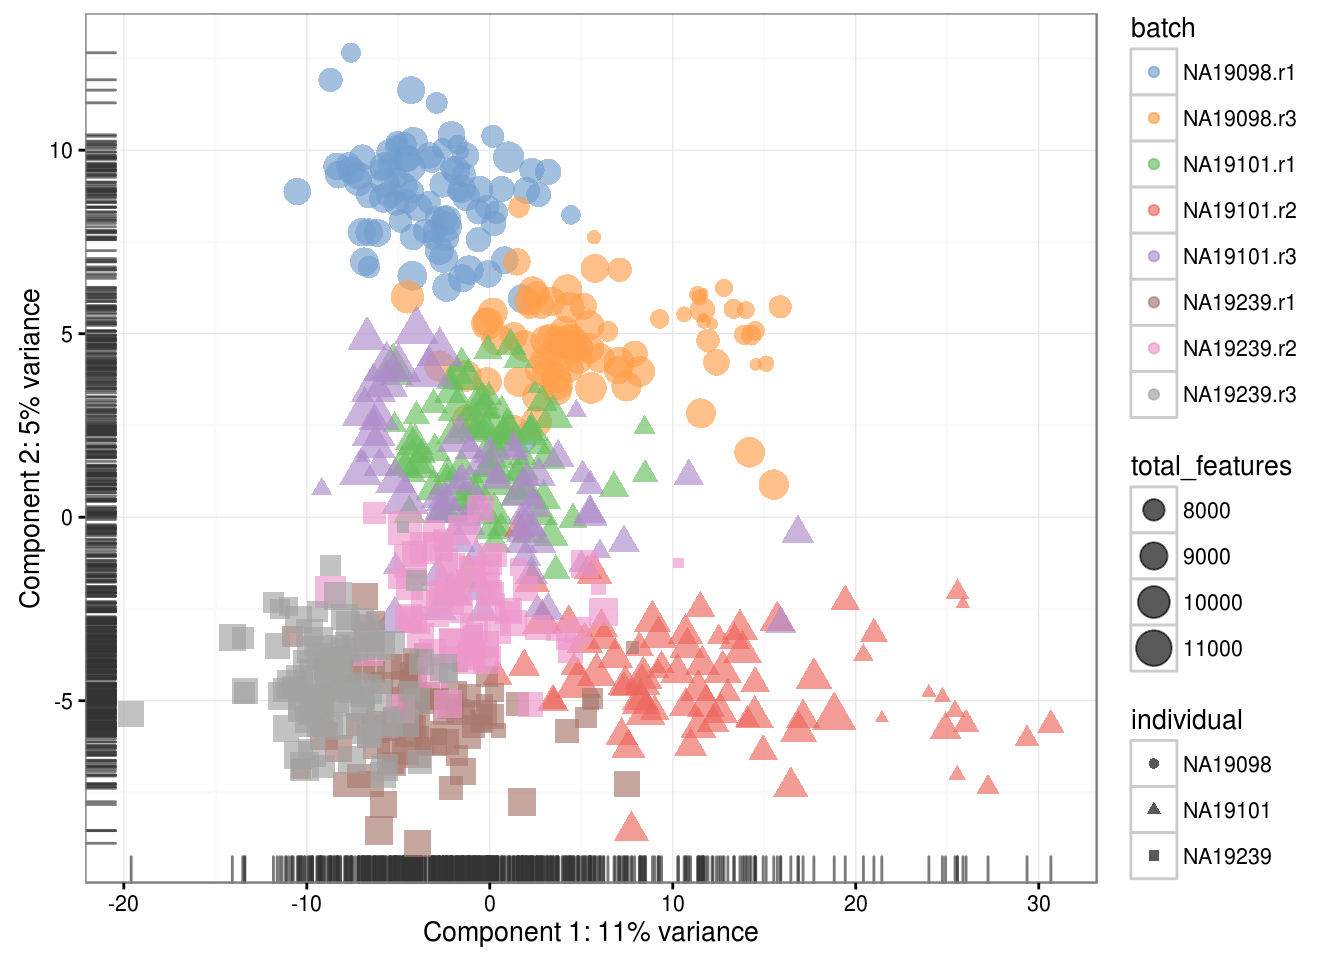 10
5
0
-5
Component 2: 5% variance
-20
-10
0
10
20
30
Component 1: 11% variance
batch
NA19098.r1
NA19098.r3
NA19101.r1
NA19101.r2
NA19101.r3
NA19239.r1
NA19239.r2
NA19239.r3
total_features
8000
9000
10000
11000
individual
NA19098
NA19101
NA19239